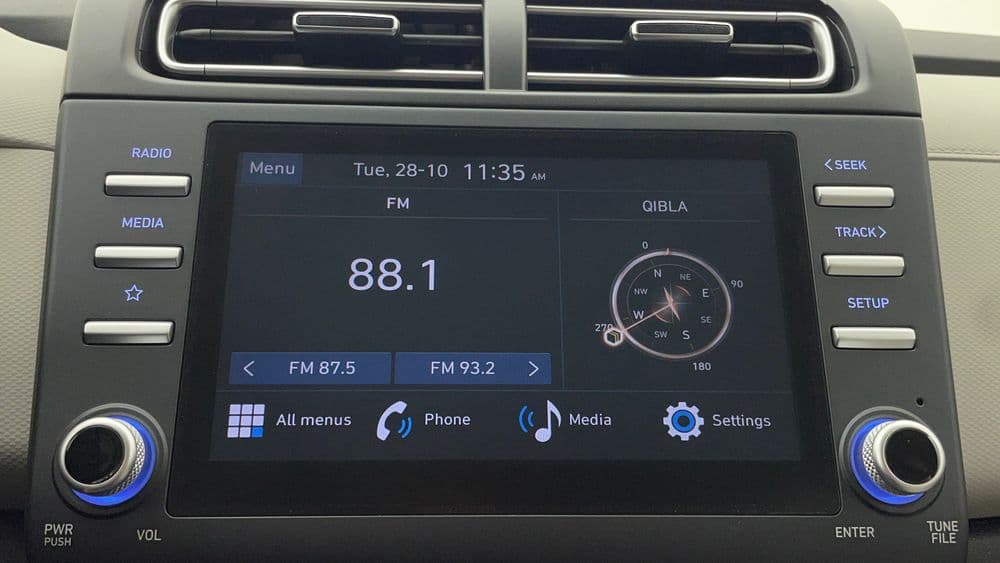 RADIO
MEDIA
Menu
Tue, 28-10 11:35 AM
FM
88.1
< FM 87.5
FM 93.2 >
QIBLA
0
N
NE
90
E
SE
180
S
SW
270
W
NW
All menus
Phone
Media
Settings
< SEEK
TRACK >
SETUP
PWR
PUSH
VOL
ENTER
TUNE
FILE